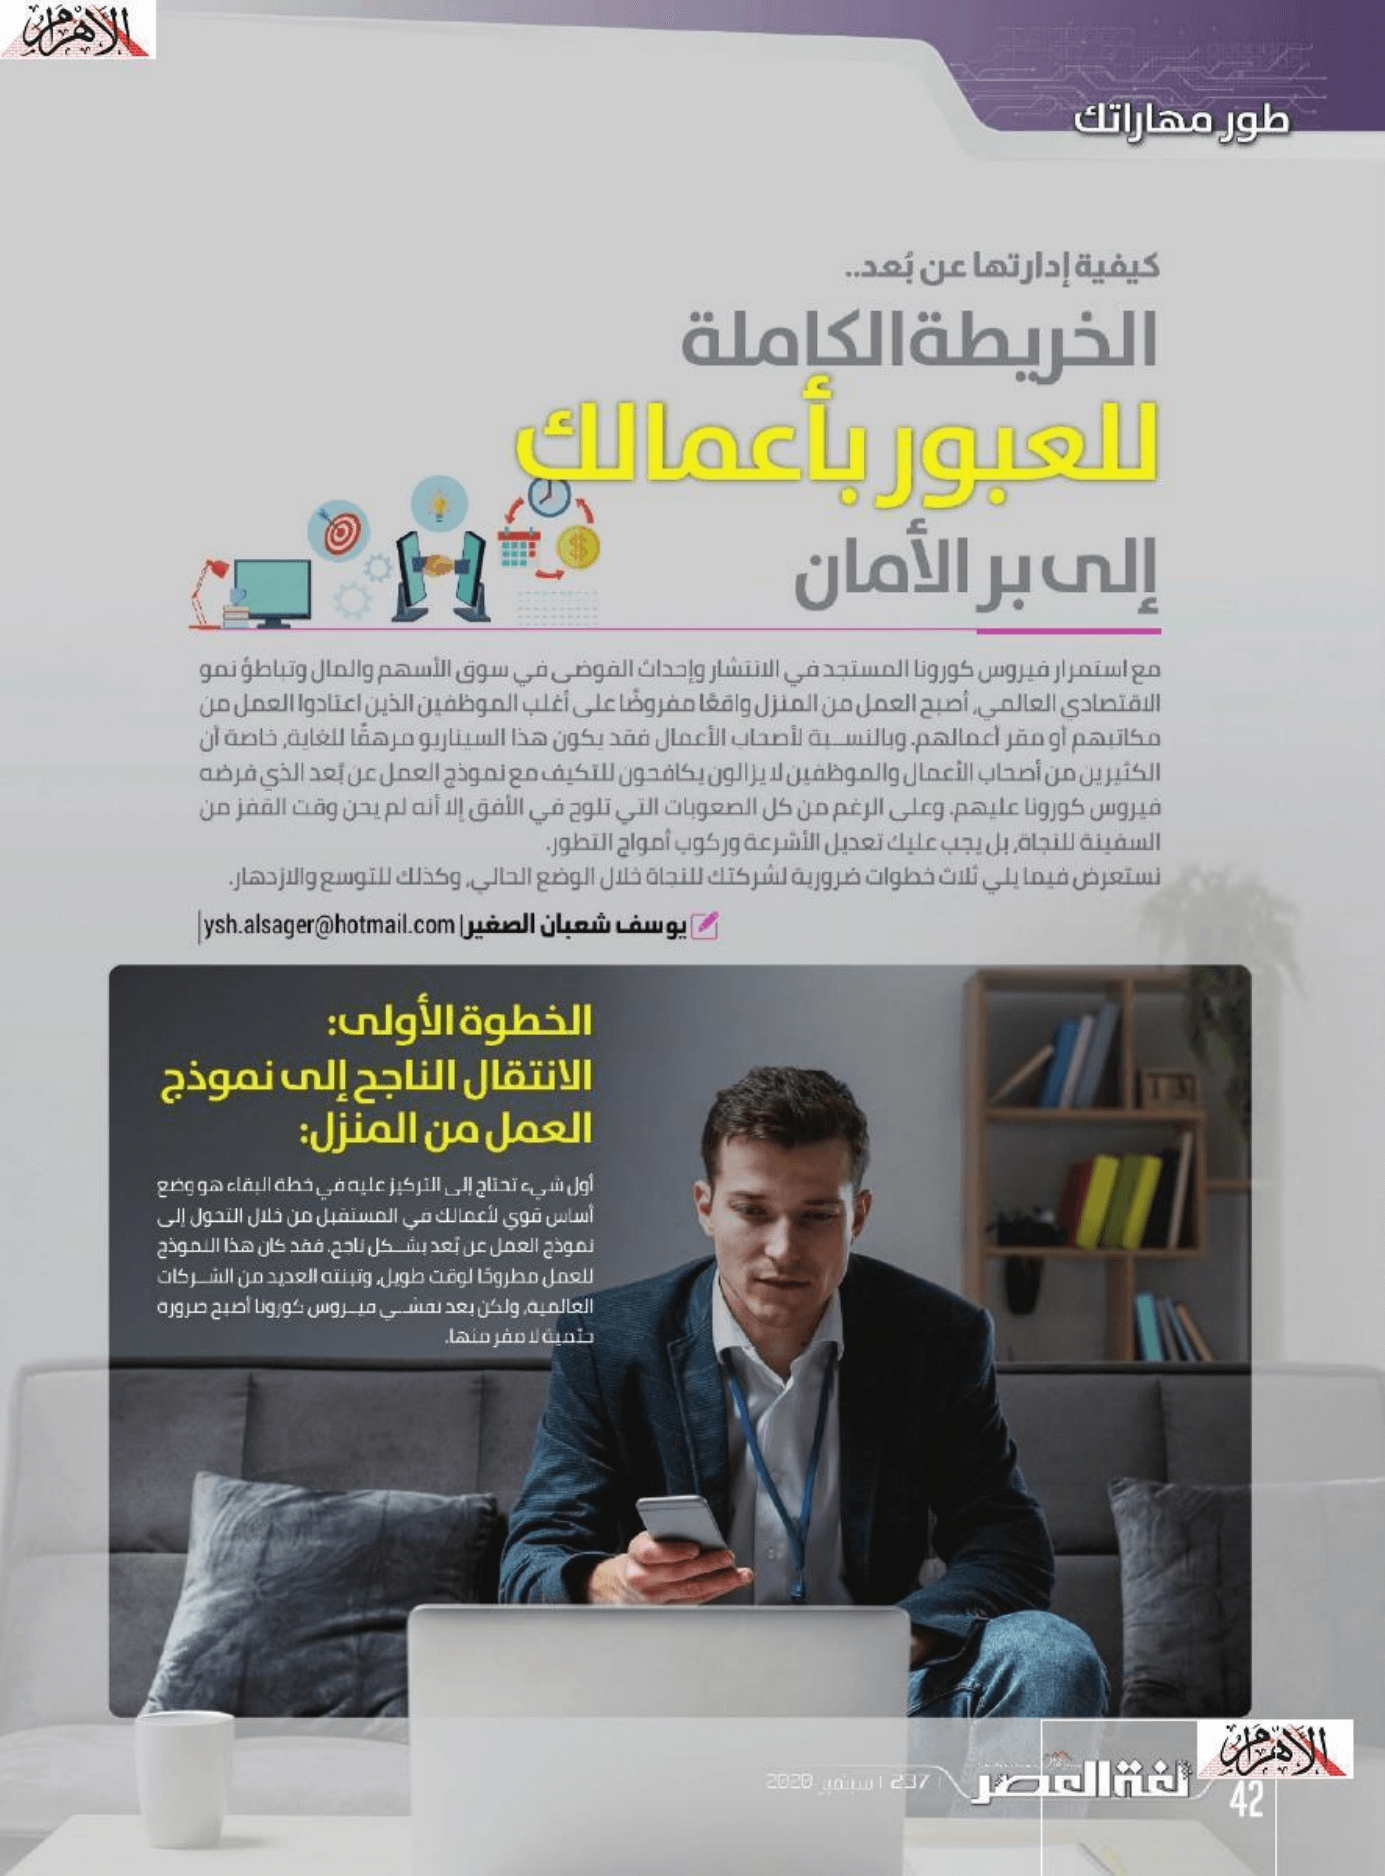 الأهرام
طور مهاراتك
كيفية إدارتها عن بُعد..
الخريطة الكاملة
للعبور بأعمالك
إلى بر الأمان
مع استمرار فيروس كورونا المستجد في الانتشار وإحداث الفوضى في سوق الأسهم والمال وتباطؤ نمو
الاقتصادي العالمي، أصبح العمل من المنزل واقعًا مفروضًا على أغلب الموظفين الذين اعتادوا العمل من
مكاتبهم أو مقر أعمالهم. وبالنسبة لأصحاب الأعمال فقد يكون هذا السيناريو مرهقًا للغاية، خاصة أن
الكثيرين من أصحاب الأعمال والموظفين لا يزالون يكافحون للتكيف مع نموذج العمل عن بُعد الذي فرضه
فيروس كورونا عليهم. وعلى الرغم من كل الصعوبات التي تلوح في الأفق إلا أنه لم يحن وقت القفز من
السفينة للنجاة، بل يجب عليك تعديل الأشرعة وركوب أمواج التطور.
نستعرض فيما يلي ثلاث خطوات ضرورية لشركتك للنجاة خلال الوضع الحالي، وكذلك للتوسع والازدهار.
يوسف شعبان الصغير| ysh.alsager@hotmail.com|
الخطوة الأولى:
الانتقال الناجح إلى نموذج
العمل من المنزل:
أول شيء تحتاج إلى التركيز عليه في خطة البقاء هو وضع
أساس قوي لأعمالك في المستقبل من خلال التحول إلى
نموذج العمل عن بُعد بشكل ناجح. فقد كان هذا النموذج
للعمل مطروحًا لوقت طويل، وتبنته العديد من الشركات
العالمية، ولكن بعد تفشي فيروس كورونا أصبح ضرورة
حتمية لا مفر منها.
الأهرام
42
لغة العصر
| 237 | سبتمبر 2020